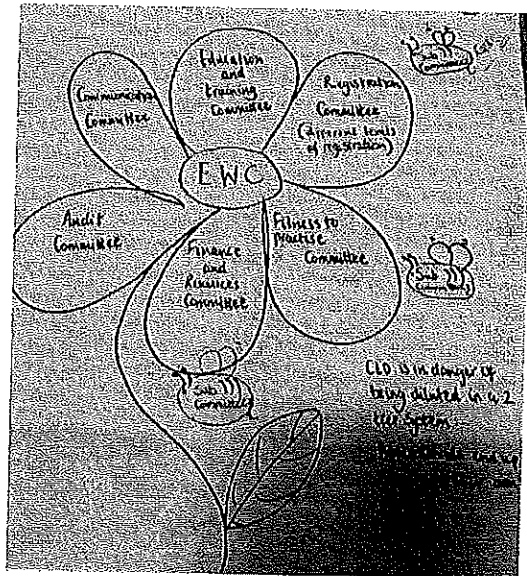 Sub
Committee
Education
and
training
Committee
Communication
Committee
Registration
Committee
(different levels
of registration)
EWC
Audit
Committee
Fitness to
practise
Committee
Finance
and
Resources
Committee
Sub
Committee
Sub
Committee
CLD is in danger of
being diluted in a 2
tier system